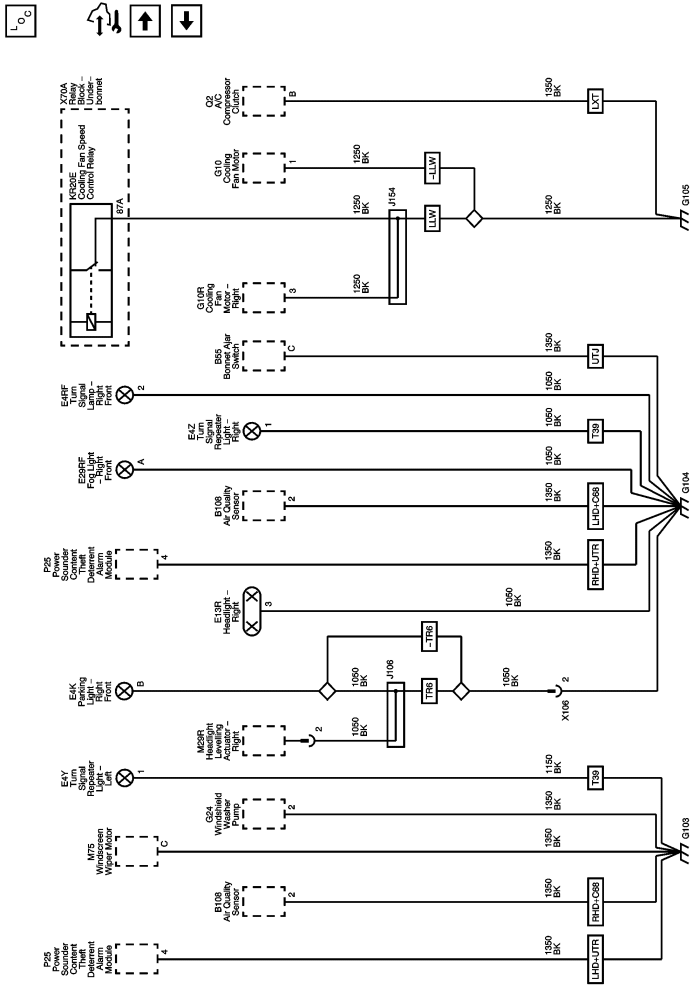 L O C
X70A
Relay
Block –
Under-
bonnet
KR20E
Cooling Fan Speed
Control Relay
87A
Q2
A/C
Compressor
Clutch
B
1350
BK
LXT
G10
Cooling
Fan Motor
1
1250
BK
-LLW
1250
BK
J154
LLW
1250
BK
G105
G10R
Cooling
Fan
Motor –
Right
3
1250
BK
B55
Bonnet Ajar
Switch
C
1350
BK
UTJ
E4RF
Turn
Signal
Lamp –
Right
Front
2
1050
BK
E4Z
Turn
Signal
Repeater
Light –
Right
1
1050
BK
T39
E29RF
Fog Light
– Right
Front
A
1050
BK
B108
Air Quality
Sensor
2
1350
BK
LHD+C68
G104
P25
Power
Sounder
Content
Theft
Deterrent
Alarm
Module
4
1350
BK
RHD+UTR
E13R
Headlight –
Right
3
1050
BK
-TR6
E4K
Parking
Light –
Right
Front
B
1050
BK
J106
TR6
1050
BK
2
X106
M29R
Headlight
Levelling
Actuator –
Right
2
1050
BK
E4Y
Turn
Signal
Repeater
Light –
Left
1
1150
BK
T39
G24
Windshield
Washer
Pump
2
1350
BK
M75
Windscreen
Wiper Motor
C
1350
BK
G103
B108
Air Quality
Sensor
2
1350
BK
RHD+C68
P25
Power
Sounder
Content
Theft
Deterrent
Alarm
Module
4
1350
BK
LHD+UTR